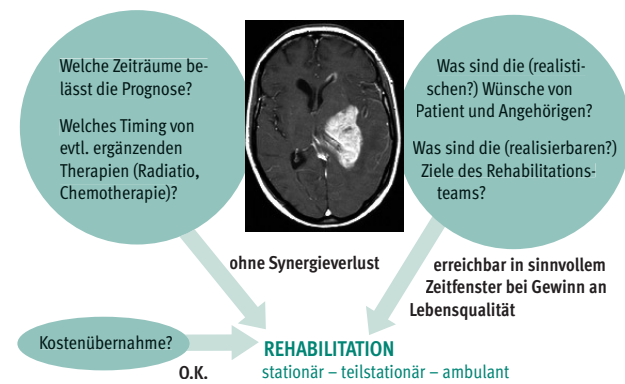 Welche Zeiträume be-
lässt die Prognose?
Welches Timing von
evtl. ergänzenden
Therapien (Radiatio,
Chemotherapie)?
Was sind die (realisti-
schen?) Wünsche von
Patient und Angehörigen?
Was sind die (realisierbaren?)
Ziele des Rehabilitations-
teams?
ohne Synergieverlust
erreichbar in sinnvollem
Zeitfenster bei Gewinn an
Lebensqualität
Kostenübernahme?
O.K.
REHABILITATION
stationär – teilstationär – ambulant